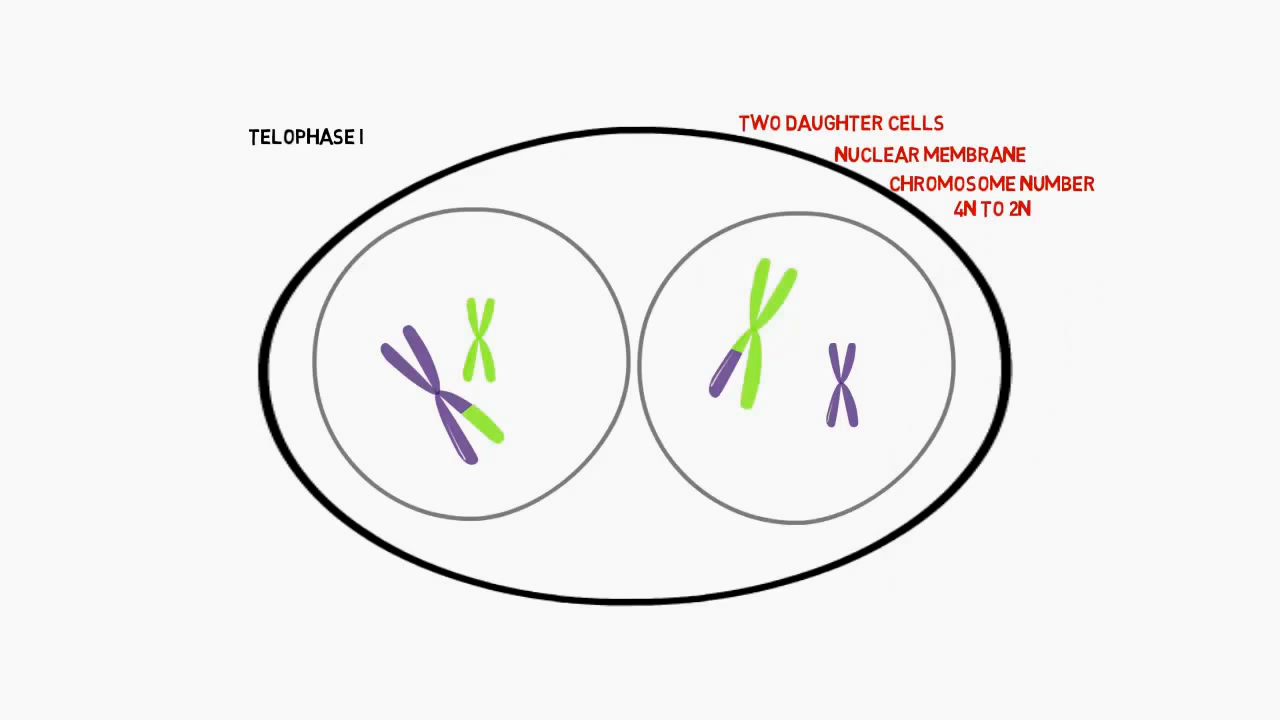 TELOPHASE I
TWO DAUGHTER CELLS
NUCLEAR MEMBRANE
CHROMOSOME NUMBER
4N TO 2N